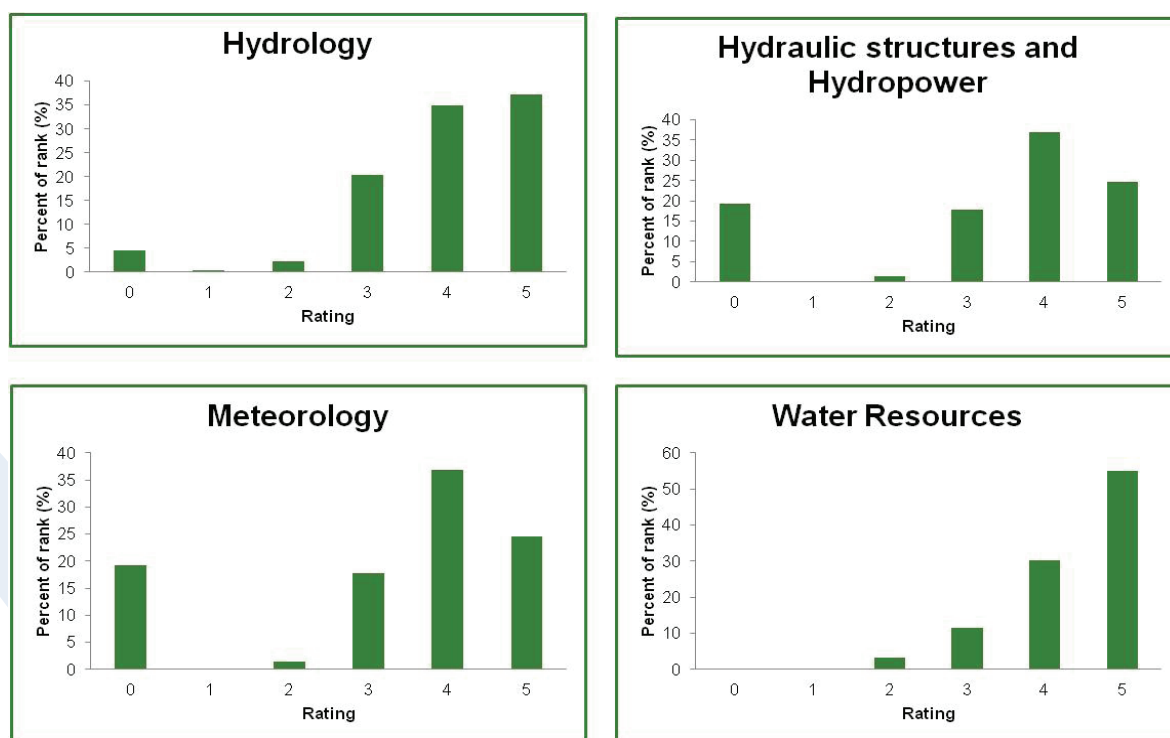 Hydrology
Percent of rank (%)
40
35
30
25
20
15
10
5
0
0 1 2 3 4 5
Rating
Hydraulic structures and
Hydropower
Percent of rank (%)
40
35
30
25
20
15
10
5
0
0 1 2 3 4 5
Rating
Meteorology
Percent of rank (%)
40
35
30
25
20
15
10
5
0
0 1 2 3 4 5
Rating
Water Resources
Percent of rank (%)
60
50
40
30
20
10
0
0 1 2 3 4 5
Rating